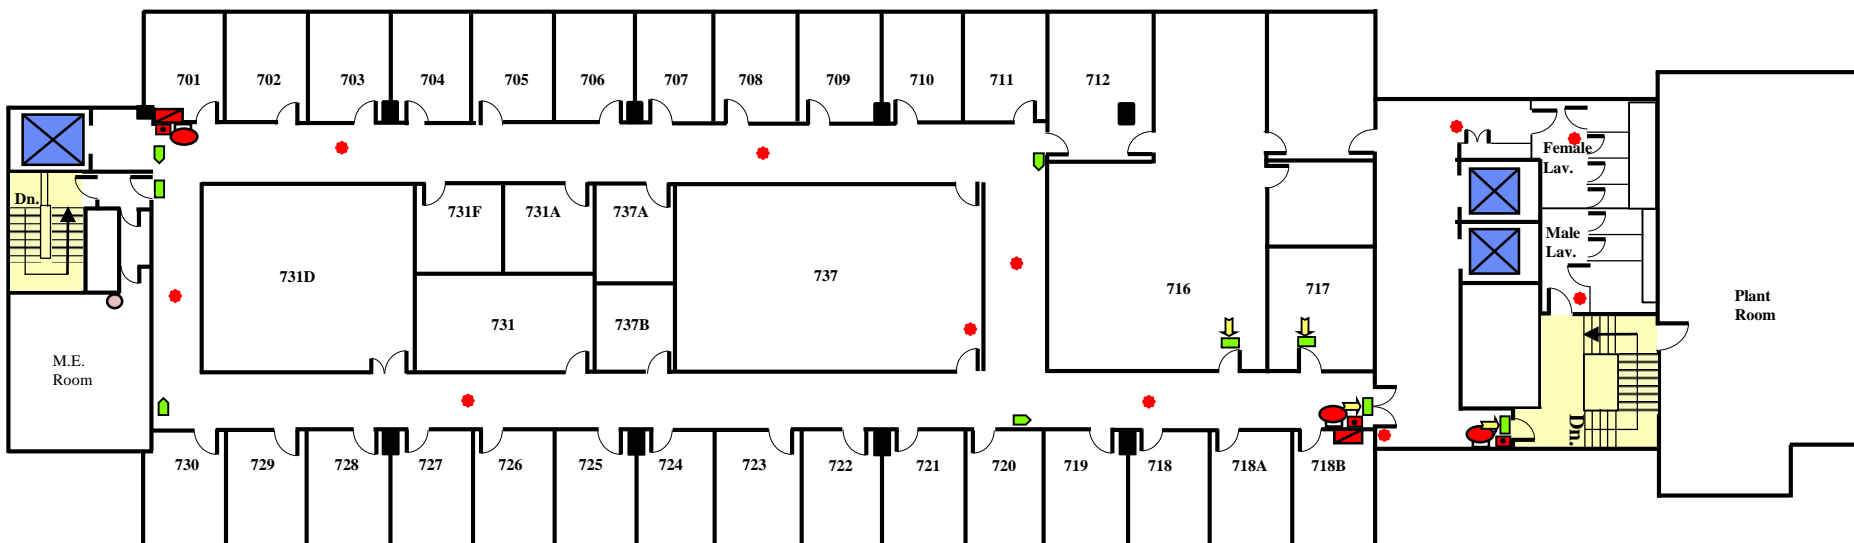 701
702
703
704
705
706
707
708
709
710
711
712
Female
Lav.
Dn.
731F
731A
737A
Male
Lav.
731D
737
716
717
Plant
Room
731
737B
M.E.
Room
Dn.
730
729
728
727
726
725
724
723
722
721
720
719
718
718A
718B